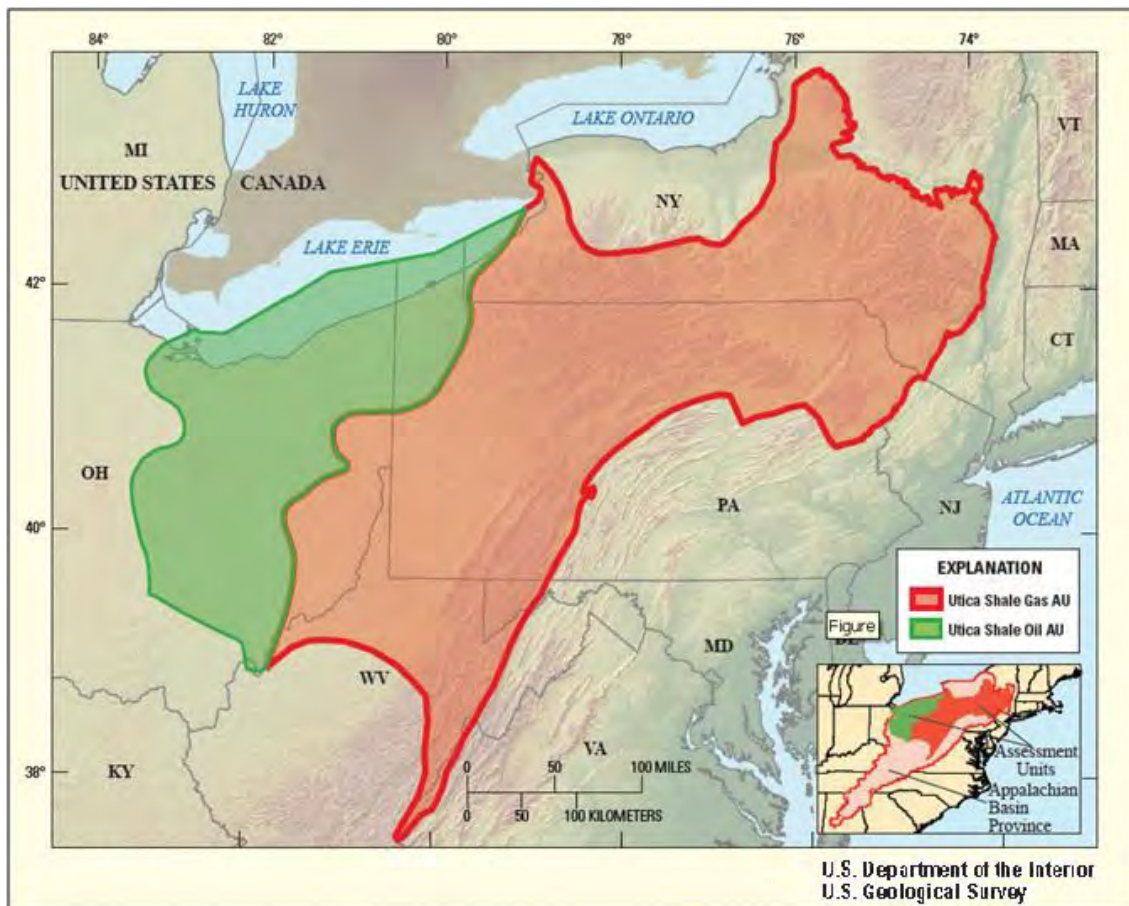 84° 82° 80° 78° 76° 74°
LAKE
HURON
LAKE ONTARIO
VT
MI
UNITED STATES
CANADA
NY
LAKE ERIE
MA
42°
CT
OH
PA
NJ
ATLANTIC
OCEAN
40°
EXPLANATION
Utica Shale Gas AU
Utica Shale Oil AU
Figure
MD
WV
VA
KY
38°
0 50 100 MILES
0 50 100 KILOMETERS
Assessment
Units
Appalachian
Basin
Province
U.S. Department of the Interior
U.S. Geological Survey